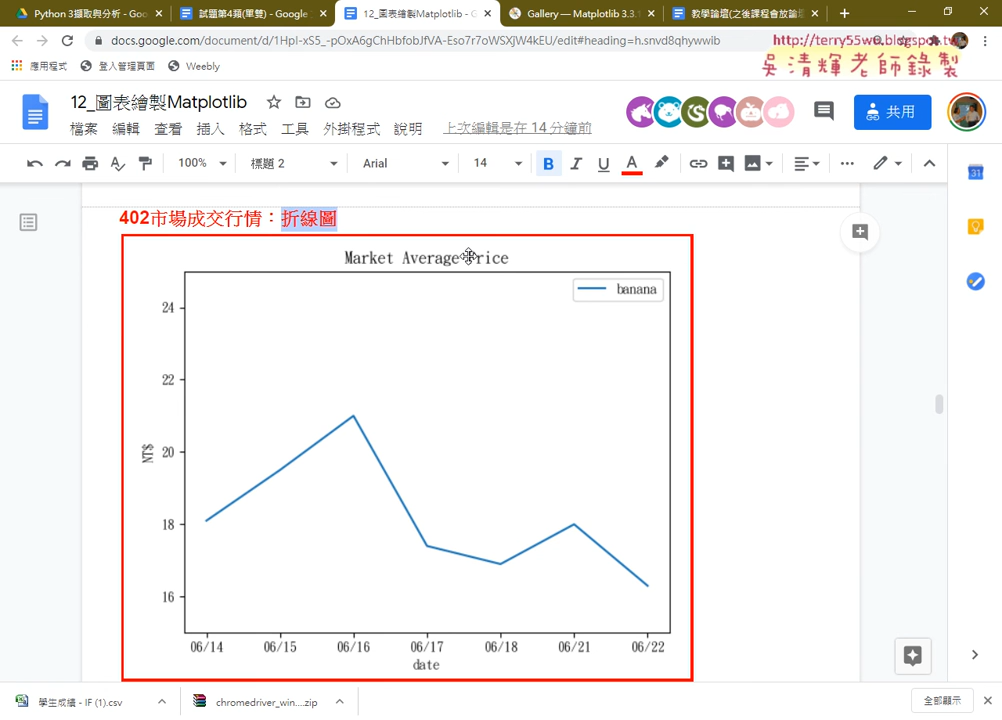 Python 3擷取與分析 - Goo
試題第4類(單雙) - Google
12_圖表繪製Matplotlib - G
Gallery — Matplotlib 3.3.
教學論壇(之後課程會放論壇
docs.google.com/document/d/1HpI-xS5_-pOxA6gChHbfobJfVA-Eso7r7oWSXjW4kEU/edit#heading=h.snvd8qhywwib
http://terry55wu.blogspot.tw
應用程式
登入管理頁面
Weebly
吳清輝老師錄製
12_圖表繪製Matplotlib
檔案 編輯 查看 插入 格式 工具 外掛程式 說明 上次編輯是在 14 分鐘前
共用
100% 標題 2 Arial 14 B I U A
31
402市場成交行情：折線圖
Market Average Price
banana
24
22
20
18
16
NT$
06/14 06/15 06/16 06/17 06/18 06/21 06/22
date
學生成績 - IF (1).csv
chromedriver_win....zip
全部顯示